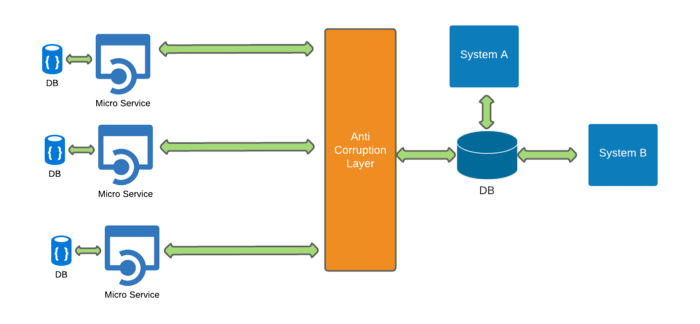 System A
{ }
DB
Micro Service
{ }
DB
Micro Service
Anti
Corruption
Layer
System B
DB
{ }
DB
Micro Service